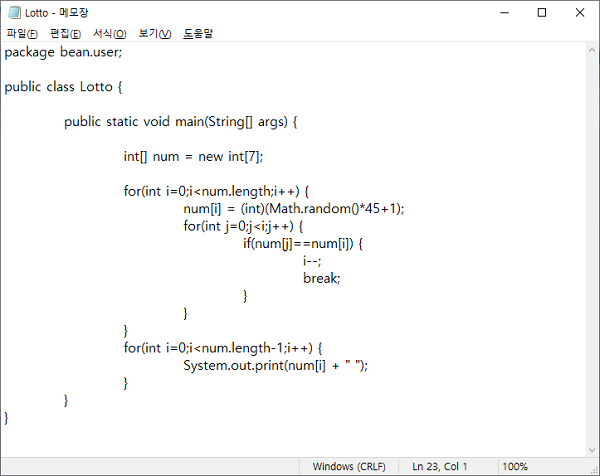 Lotto - 메모장
파일(F) 편집(E) 서식(O) 보기(V) 도움말
package bean.user;
public class Lotto {
public static void main(String[] args) {
int[] num = new int[7];
for(int i=0;i<num.length;i++) {
num[i] = (int)(Math.random()*45+1);
for(int j=0;j<i;j++) {
if(num[j]==num[i]) {
i--;
break;
}
}
}
for(int i=0;i<num.length-1;i++) {
System.out.print(num[i] + " ");
}
}
}
Windows (CRLF) Ln 23, Col 1 100%